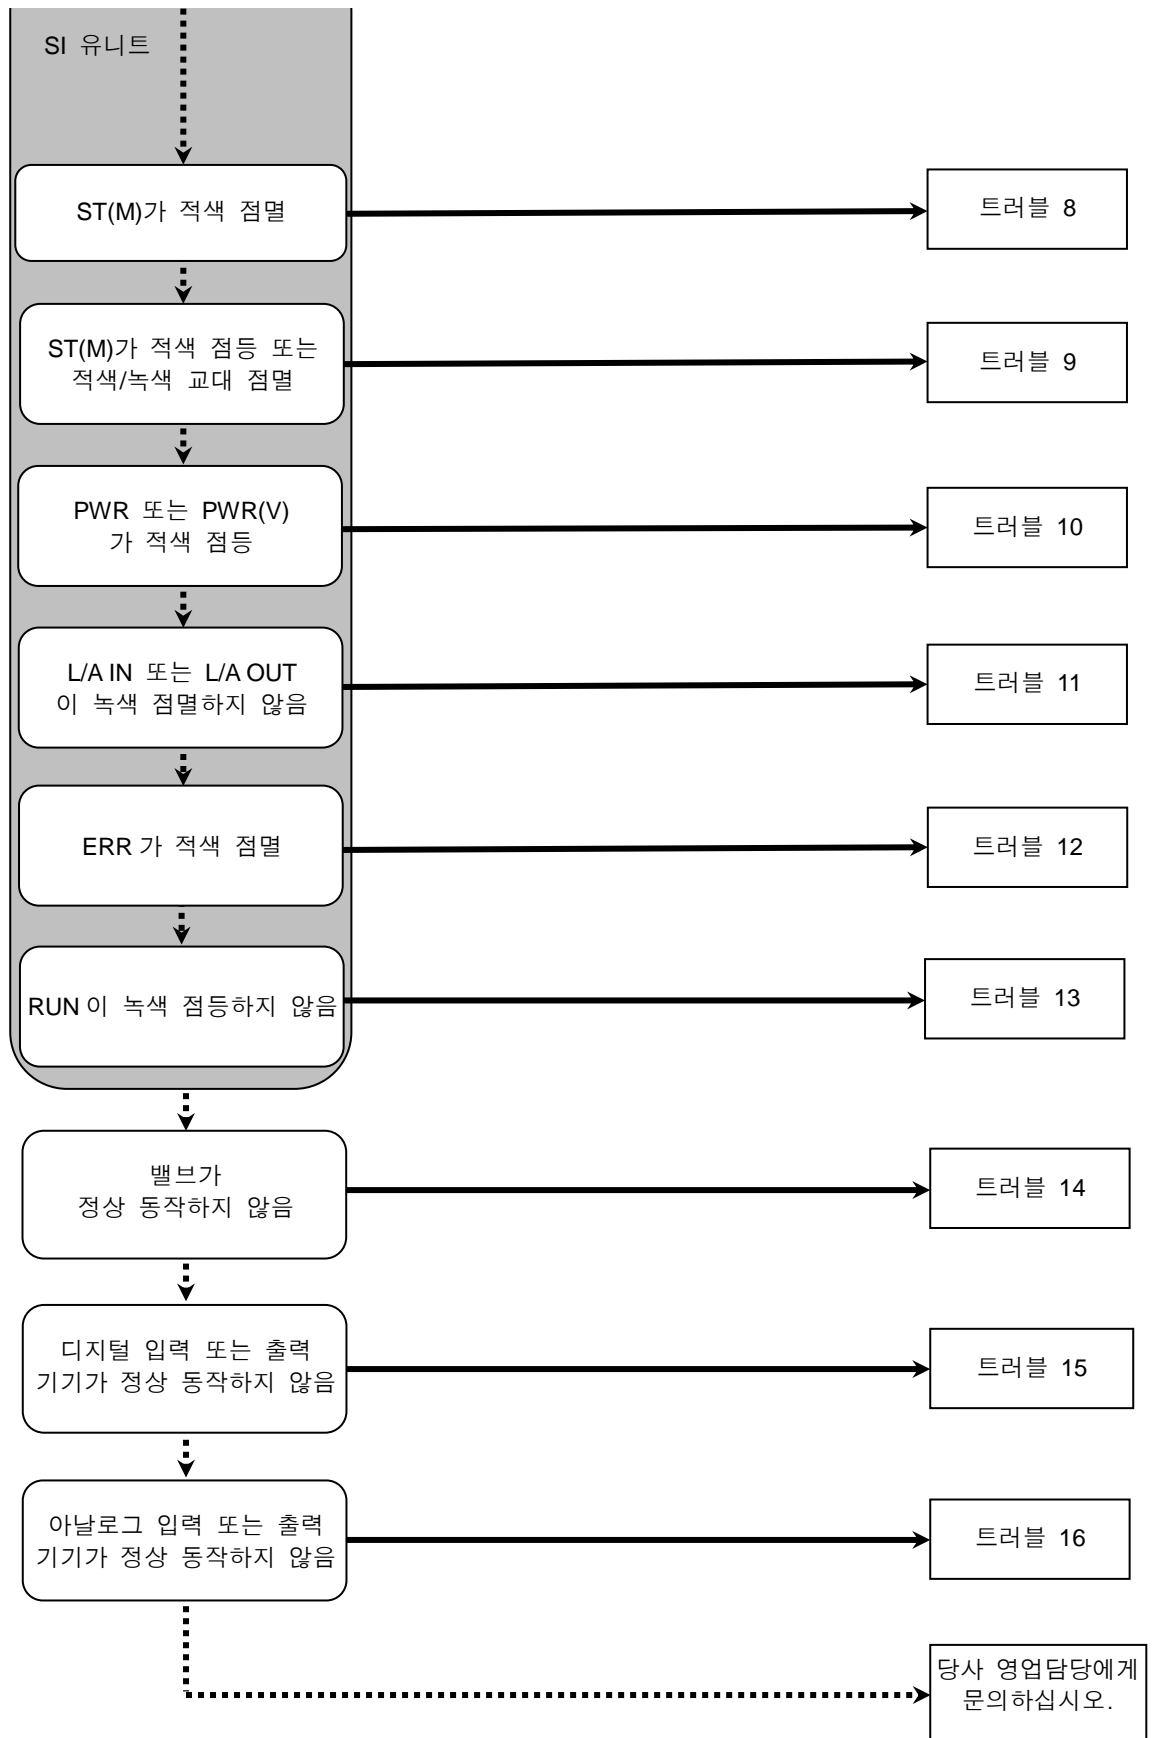 SI 유니트
ST(M)가 적색 점멸
트러블 8
ST(M)가 적색 점등 또는
적색/녹색 교대 점멸
트러블 9
PWR 또는 PWR(V)
가 적색 점등
트러블 10
L/A IN 또는 L/A OUT
이 녹색 점멸하지 않음
트러블 11
ERR 가 적색 점멸
트러블 12
RUN 이 녹색 점등하지 않음
트러블 13
밸브가
정상 동작하지 않음
트러블 14
디지털 입력 또는 출력
기기가 정상 동작하지 않음
트러블 15
아날로그 입력 또는 출력
기기가 정상 동작하지 않음
트러블 16
당사 영업담당에게
문의하십시오.